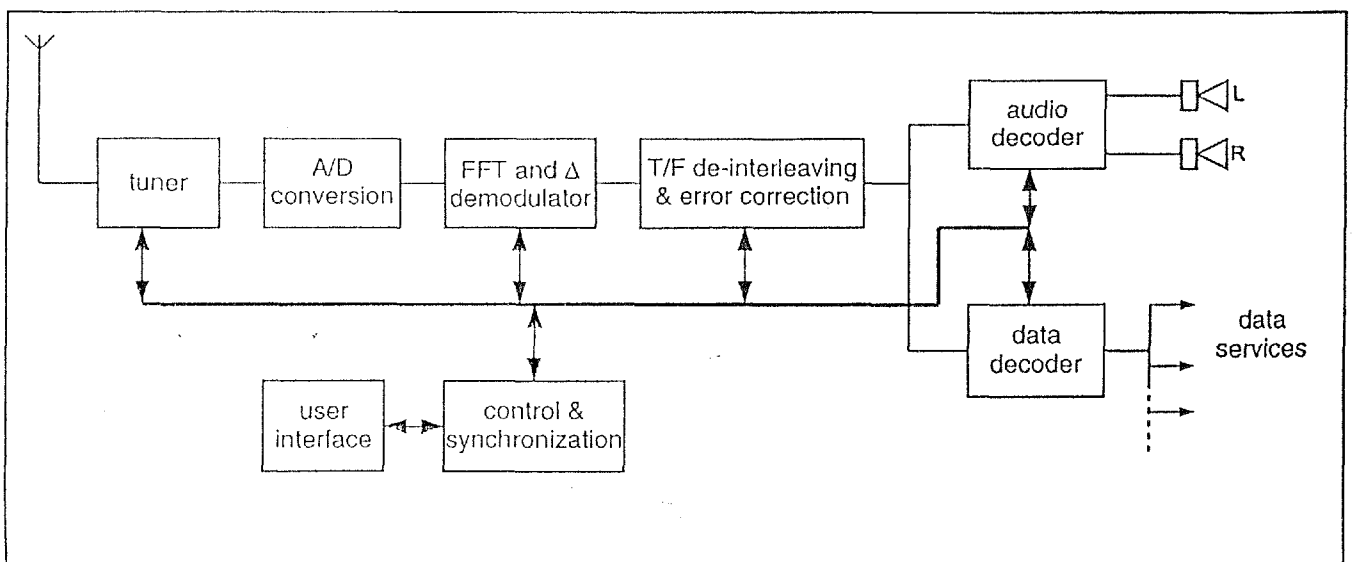 tuner
A/D
conversion
FFT and Δ
demodulator
T/F de-interleaving
& error correction
audio
decoder
L
R
data
decoder
data
services
user
interface
control &
synchronization